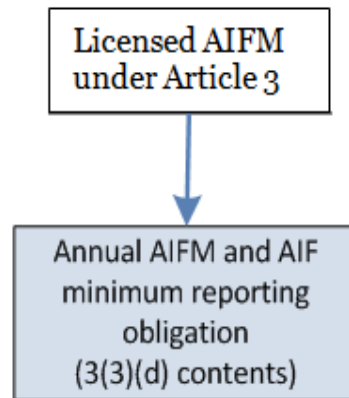 Licensed AIFM
under Article 3
Annual AIFM and AIF
minimum reporting
obligation
(3(3)(d) contents)